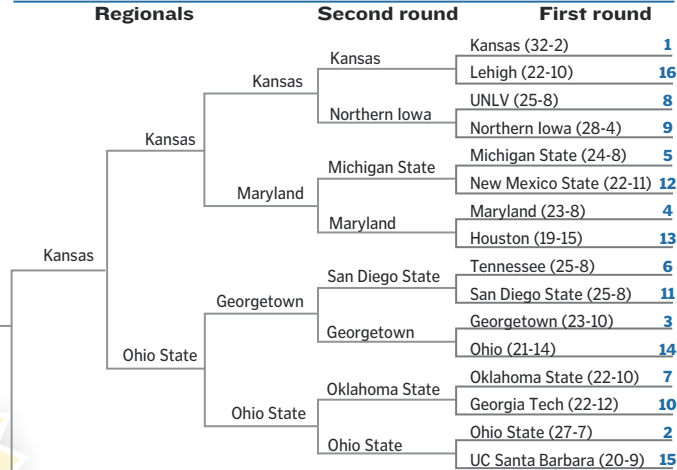 Regionals Second round First round
Kansas (32-2) 1
Kansas
Lehigh (22-10) 16
Kansas
UNLV (25-8) 8
Northern Iowa
Northern Iowa (28-4) 9
Kansas
Michigan State (24-8) 5
Michigan State
New Mexico State (22-11) 12
Maryland
Maryland (23-8) 4
Maryland
Houston (19-15) 13
Kansas
Tennessee (25-8) 6
San Diego State
San Diego State (25-8) 11
Georgetown
Georgetown (23-10) 3
Georgetown
Ohio (21-14) 14
Ohio State
Oklahoma State (22-10) 7
Oklahoma State
Georgia Tech (22-12) 10
Ohio State
Ohio State (27-7) 2
Ohio State
UC Santa Barbara (20-9) 15